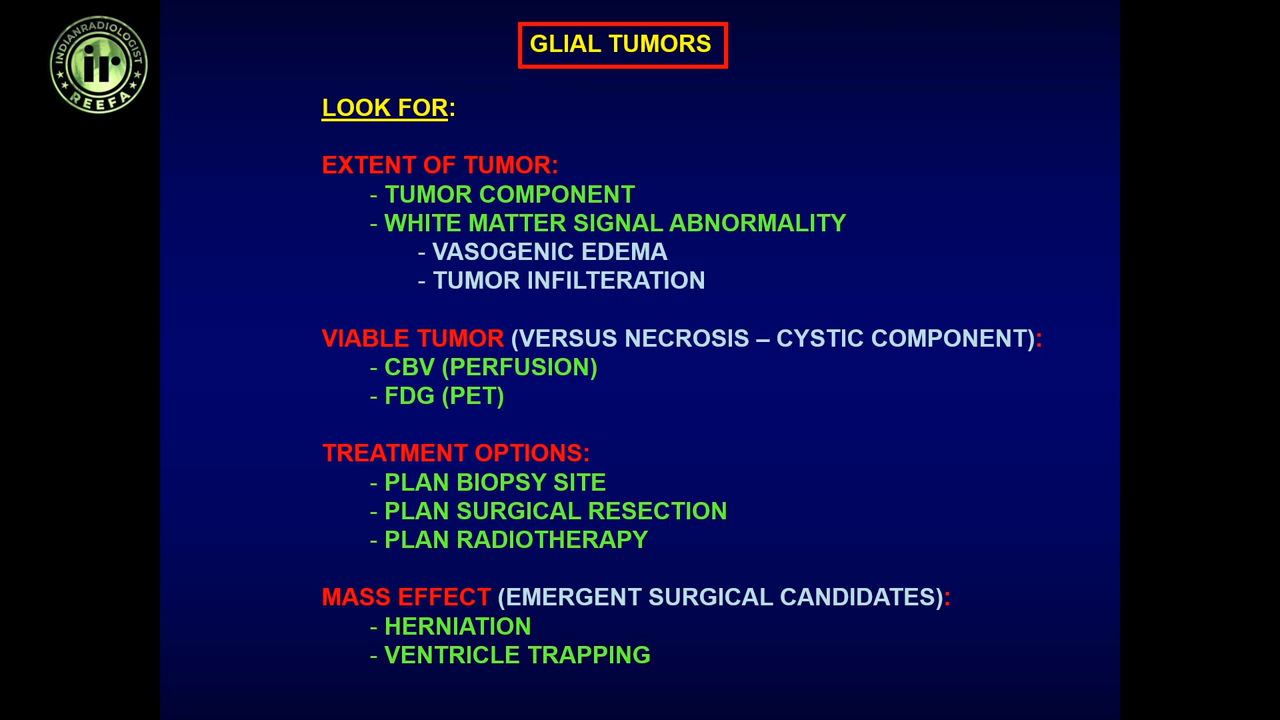 INDIANRADIOLOGIST
ir
REEFA
GLIAL TUMORS
LOOK FOR:
EXTENT OF TUMOR:
- TUMOR COMPONENT
- WHITE MATTER SIGNAL ABNORMALITY
- VASOGENIC EDEMA
- TUMOR INFILTERATION
VIABLE TUMOR (VERSUS NECROSIS – CYSTIC COMPONENT):
- CBV (PERFUSION)
- FDG (PET)
TREATMENT OPTIONS:
- PLAN BIOPSY SITE
- PLAN SURGICAL RESECTION
- PLAN RADIOTHERAPY
MASS EFFECT (EMERGENT SURGICAL CANDIDATES):
- HERNIATION
- VENTRICLE TRAPPING